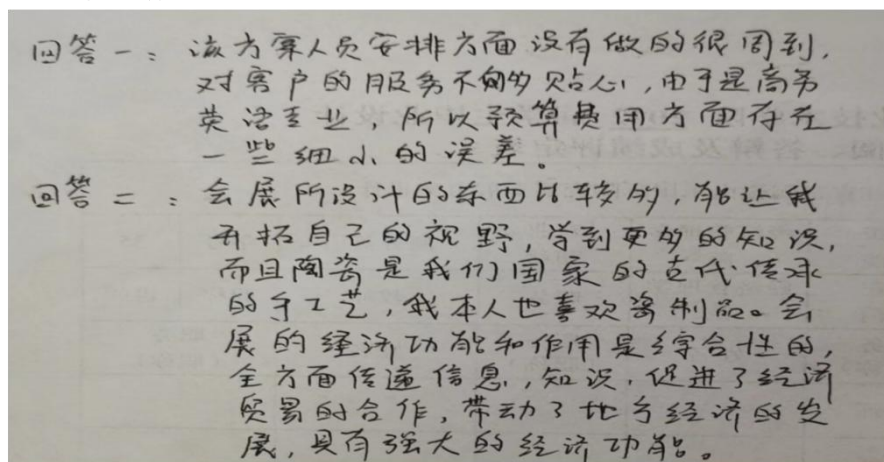 回答一：该方案人员安排方面没有做的很周到，
对客户的服务不够贴心，由于是商务
英语专业，所以预算费用方面存在
一些细小的误差。
回答二：会展所设计的东西比较多，能让我
开拓自己的视野，学到更多的知识，
而且陶瓷是我们国家的古代传承
的手工艺，我本人也喜欢瓷制品。会
展的经济功能和作用是综合性的，
全方面传递信息，知识，促进了经济
贸易的合作，带动了地方经济的发
展，具有强大的经济功能。